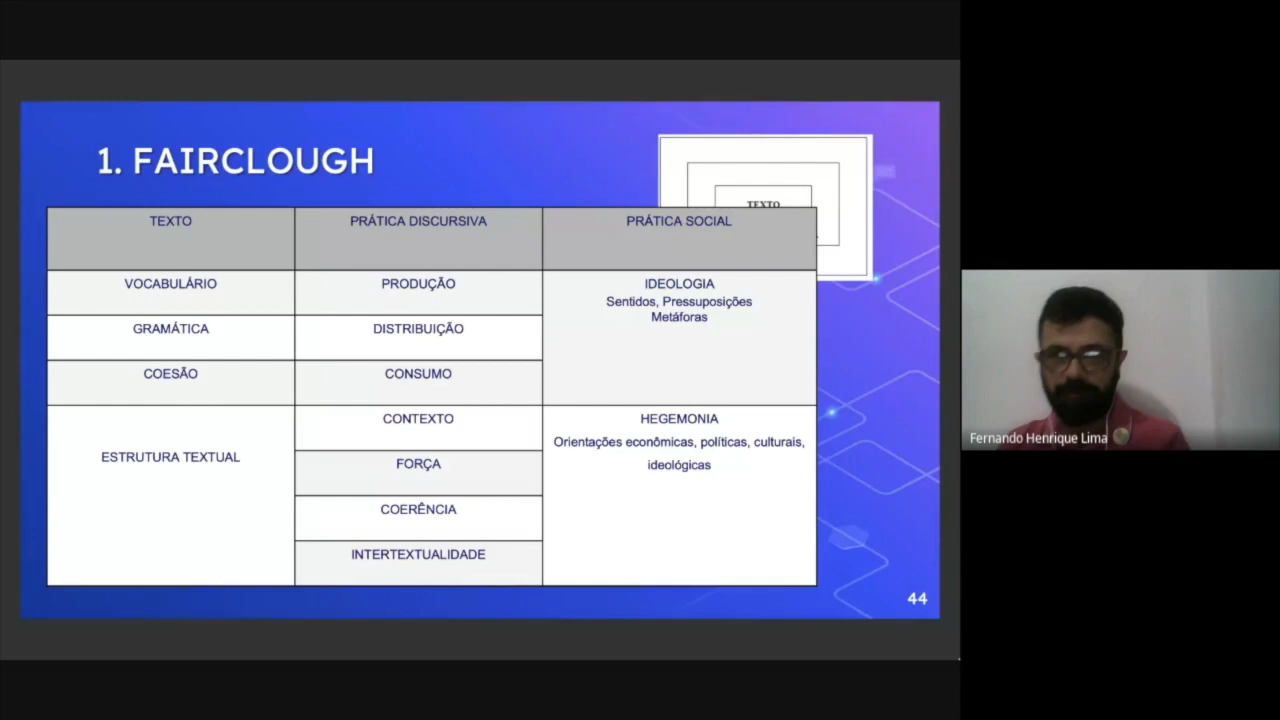 1. FAIRCLOUGH
TEXTO
TEXTO
PRÁTICA DISCURSIVA
PRÁTICA SOCIAL
VOCABULÁRIO
PRODUÇÃO
IDEOLOGIA
Sentidos, Pressuposições
Metáforas
GRAMÁTICA
DISTRIBUIÇÃO
COESÃO
CONSUMO
ESTRUTURA TEXTUAL
CONTEXTO
HEGEMONIA
Orientações econômicas, políticas, culturais,
ideológicas
FORÇA
COERÊNCIA
INTERTEXTUALIDADE
44
Fernando Henrique Lima